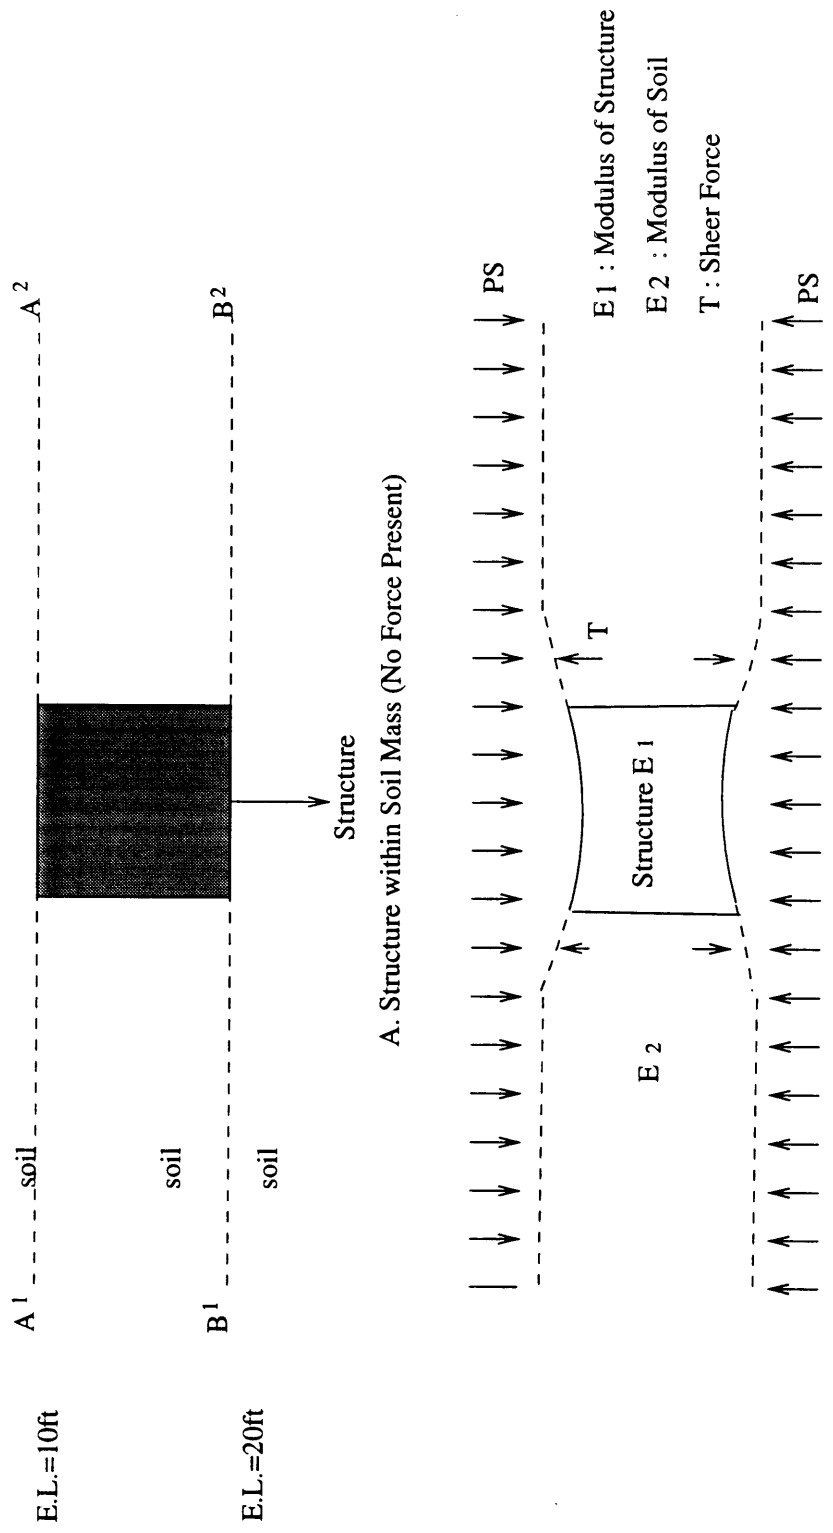 E.L.=10ft
A1
soil
A2
soil
E.L.=20ft
B1
soil
B2
Structure
A. Structure within Soil Mass (No Force Present)
PS
T
E 2
Structure E 1
E 1 : Modulus of Structure
E 2 : Modulus of Soil
T : Sheer Force
PS